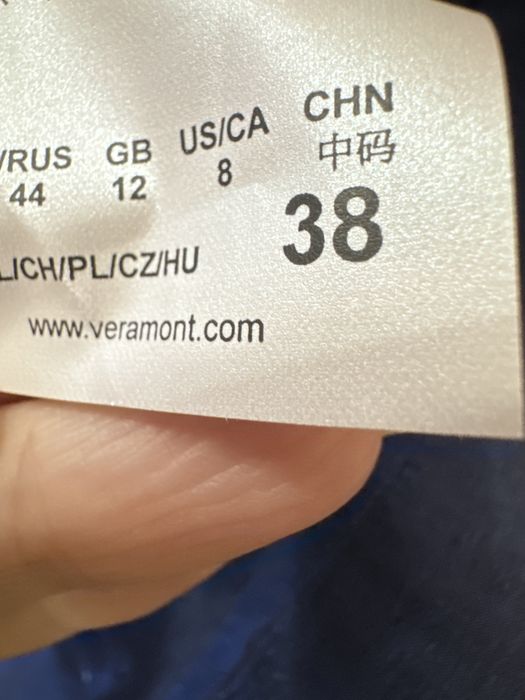 /RUS GB US/CA CHN
中码
44 12 8 38
LICH/PL/CZ/HU
www.veramont.com